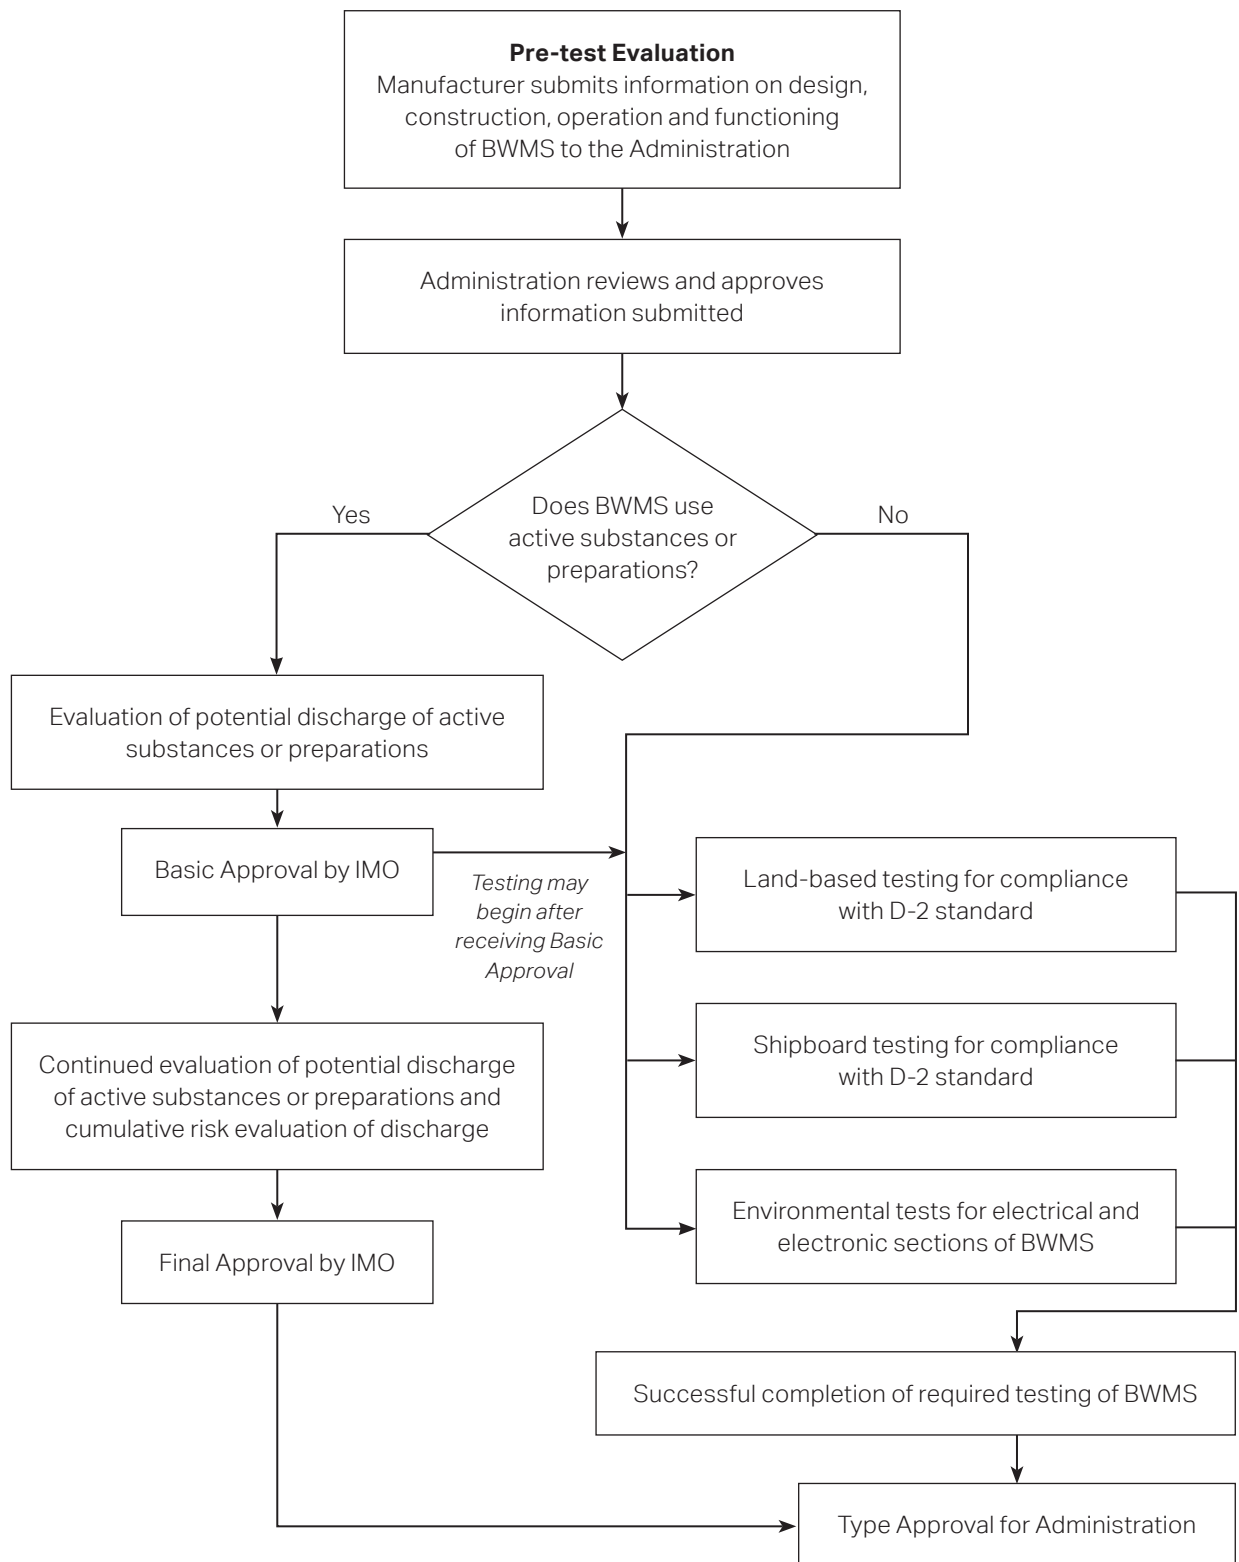 Pre-test Evaluation
Manufacturer submits information on design,
construction, operation and functioning
of BWMS to the Administration
Administration reviews and approves
information submitted
Does BWMS use
active substances or
preparations?
Yes
No
Evaluation of potential discharge of active
substances or preparations
Basic Approval by IMO
Testing may
begin after
receiving Basic
Approval
Land-based testing for compliance
with D-2 standard
Shipboard testing for compliance
with D-2 standard
Continued evaluation of potential discharge
of active substances or preparations and
cumulative risk evaluation of discharge
Environmental tests for electrical and
electronic sections of BWMS
Final Approval by IMO
Successful completion of required testing of BWMS
Type Approval for Administration